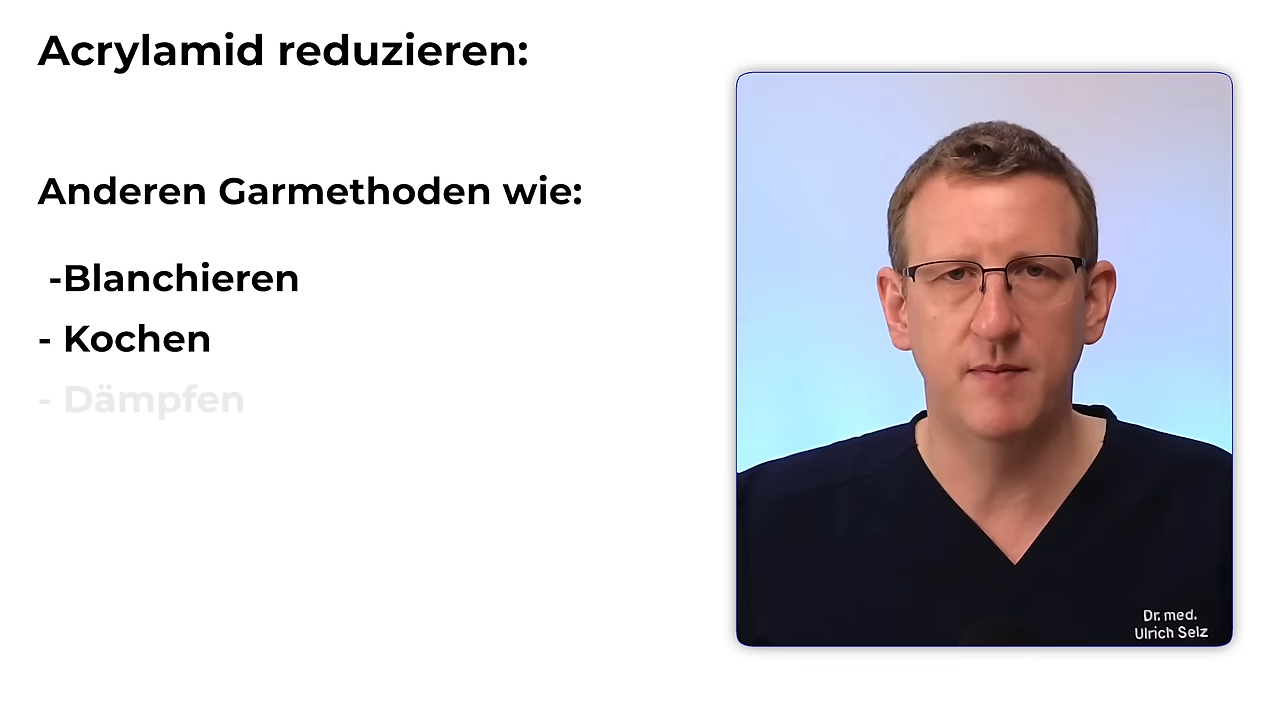 Acrylamid reduzieren:
Anderen Garmethoden wie:
-Blanchieren
- Kochen
- Dämpfen
Dr. med.
Ulrich Selz